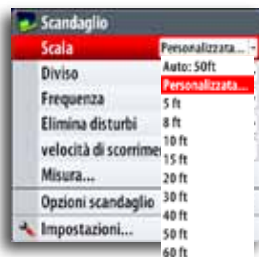 Scandaglio
Scala Personalizzata...
Diviso
Frequenza
Elimina disturbi
velocità di scorrime
Misura...
Opzioni scandaglio
Impostazioni...
Auto: 50ft
Personalizzata...
5 ft
8 ft
10 ft
15 ft
20 ft
30 ft
40 ft
50 ft
60 ft